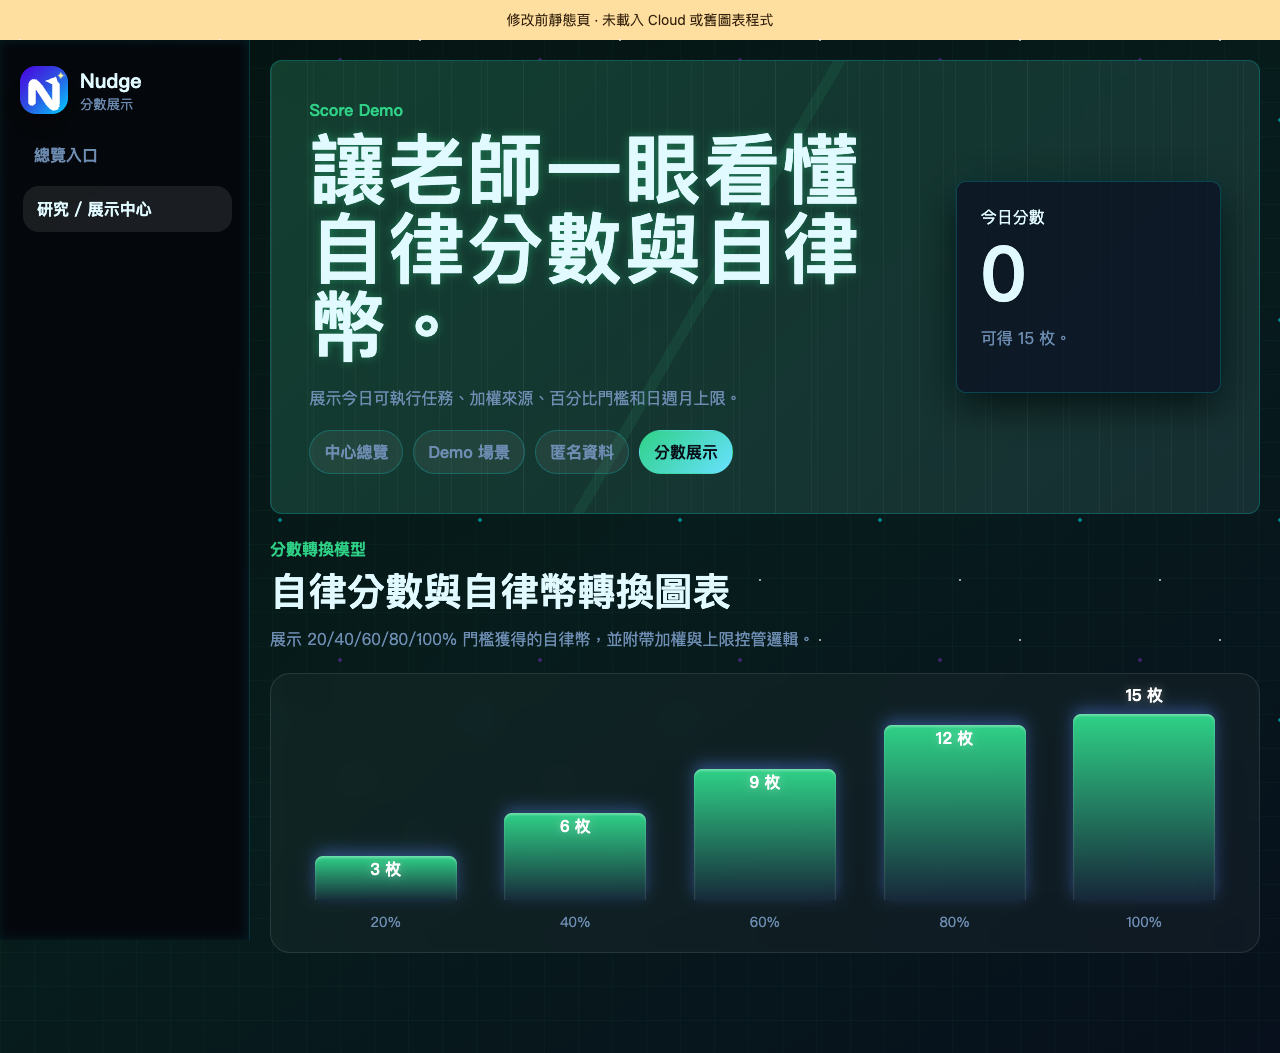 修改前靜態頁 · 未載入 Cloud 或舊圖表程式
Nudge
分數展示
總覽入口
研究 / 展示中心
Score Demo
讓老師一眼看懂
自律分數與自律
幣。
展示今日可執行任務、加權來源、百分比門檻和日週月上限。
中心總覽
Demo 場景
匿名資料
分數展示
今日分數
0
可得 15 枚。
分數轉換模型
自律分數與自律幣轉換圖表
展示 20/40/60/80/100% 門檻獲得的自律幣，並附帶加權與上限控管邏輯。
3 枚
6 枚
9 枚
12 枚
15 枚
20%
40%
60%
80%
100%